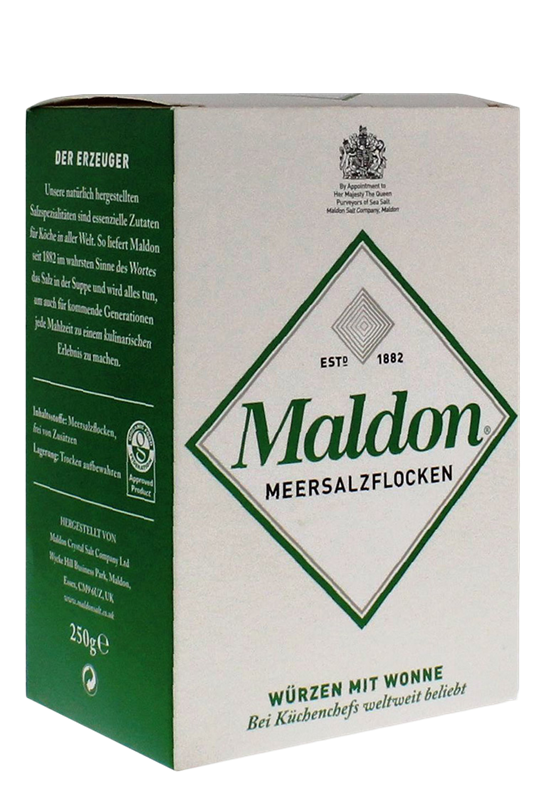 DER ERZEUGER
Unsere natürlich hergestellten
Salzspezialitäten sind essenzielle Zutaten
für Köche in aller Welt. So liefert Maldon
seit 1882 im wahrsten Sinne des Wortes
das Salz in der Suppe und wird alles tun,
um auch für kommende Generationen
jede Mahlzeit zu einem kulinarischen
Erlebnis zu machen.
Inhaltsstoffe: Meersalzflocken,
frei von Zusätzen
Lagerung: Trocken aufbewahren
Approved
Product
HERGESTELLT VON
Maldon Crystal Salt Company Ltd
Wycke Hill Business Park, Maldon,
Essex, CM9 6UZ, UK
www.maldonsalt.co.uk
250g℮
By Appointment to
Her Majesty The Queen
Purveyors of Sea Salt
Maldon Salt Company, Maldon
ESTD 1882
Maldon®
MEERSALZFLOCKEN
WÜRZEN MIT WONNE
Bei Küchenchefs weltweit beliebt